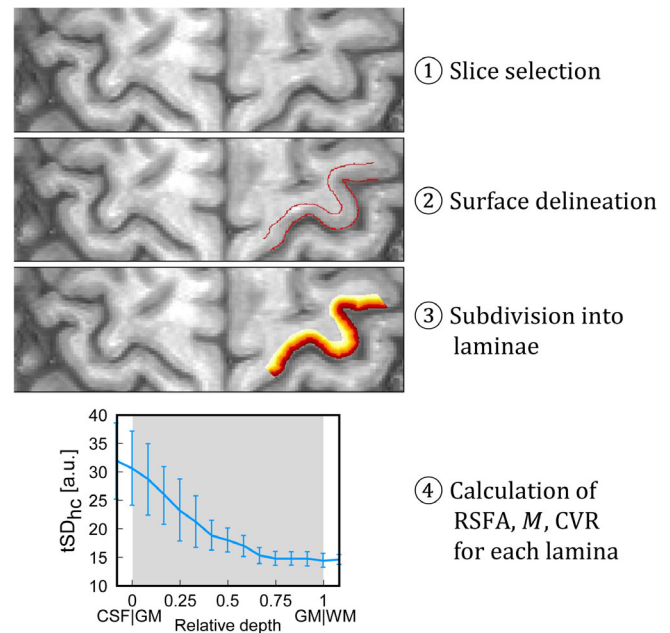 ① Slice selection
② Surface delineation
③ Subdivision into
laminae
④ Calculation of
RSFA, M, CVR
for each lamina
tSDhc [a.u.]
40
35
30
25
20
15
10
0 0.25 0.5 0.75 1
CSF|GM Relative depth GM|WM